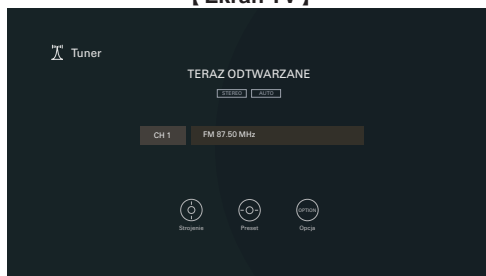 【 Ekran TV 】
Tuner
TERAZ ODTWARZANE
STEREO AUTO
CH 1 FM 87.50 MHz
OPTION
Strojenie Preset Opcja